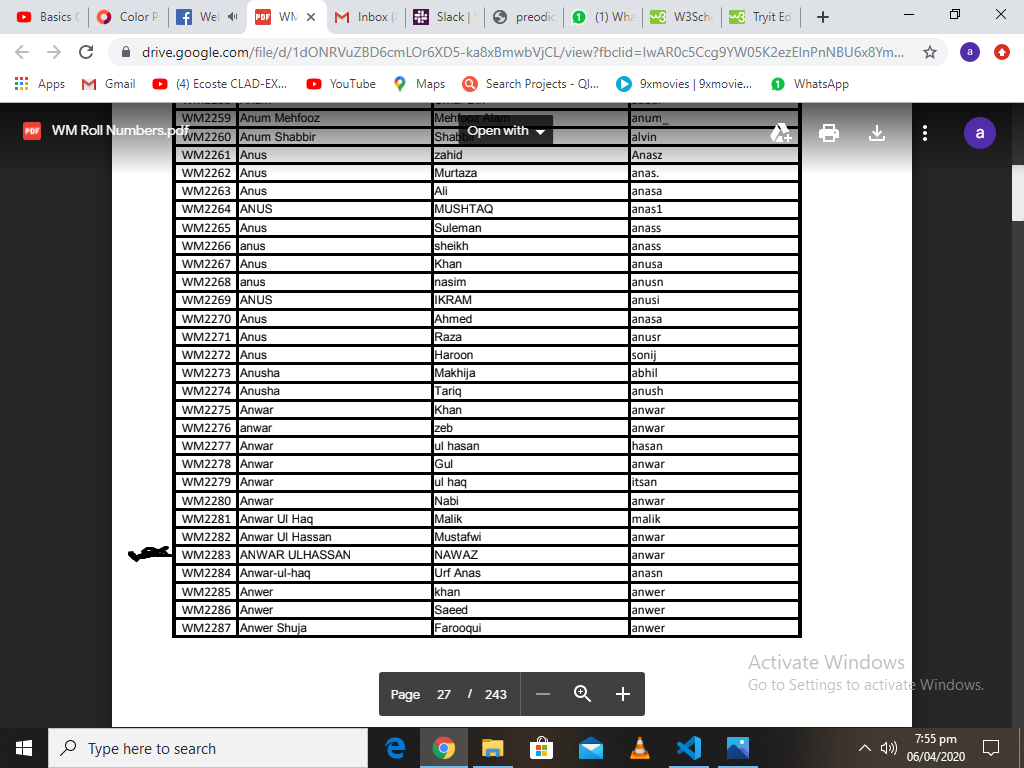 Basics
Color P
Wel
WM
Inbox (
Slack |
preodic
(1) Wha
W3Sch
Tryit Ed
drive.google.com/file/d/1dONRVuZBD6cmLOr6XD5-ka8xBmwbVjCL/view?fbclid=IwAR0c5Ccg9YW05K2ezEInPnNBU6x8Ym...
a
Apps Gmail (4) Ecoste CLAD-EX... YouTube Maps Search Projects - Ql... 9xmovies | 9xmovie... WhatsApp
PDF WM Roll Numbers.pdf
Open with
a
WM2259 Anum Mehfooz Mehfooz Alam anum_
WM2260 Anum Shabbir Shabbir alvin
WM2261 Anus zahid Anasz
WM2262 Anus Murtaza anas.
WM2263 Anus Ali anasa
WM2264 ANUS MUSHTAQ anas1
WM2265 Anus Suleman anass
WM2266 anus sheikh anass
WM2267 Anus Khan anusa
WM2268 anus nasim anusn
WM2269 ANUS IKRAM anusi
WM2270 Anus Ahmed anasa
WM2271 Anus Raza anusr
WM2272 Anus Haroon sonij
WM2273 Anusha Makhija abhil
WM2274 Anusha Tariq anush
WM2275 Anwar Khan anwar
WM2276 anwar zeb anwar
WM2277 Anwar ul hasan hasan
WM2278 Anwar Gul anwar
WM2279 Anwar ul haq itsan
WM2280 Anwar Nabi anwar
WM2281 Anwar Ul Haq Malik malik
WM2282 Anwar Ul Hassan Mustafwi anwar
WM2283 ANWAR ULHASSAN NAWAZ anwar
WM2284 Anwar-ul-haq Urf Anas anasn
WM2285 Anwer khan anwer
WM2286 Anwer Saeed anwer
WM2287 Anwer Shuja Farooqui anwer
Activate Windows
Go to Settings to activate Windows.
Page 27 / 243
Type here to search
7:55 pm
06/04/2020